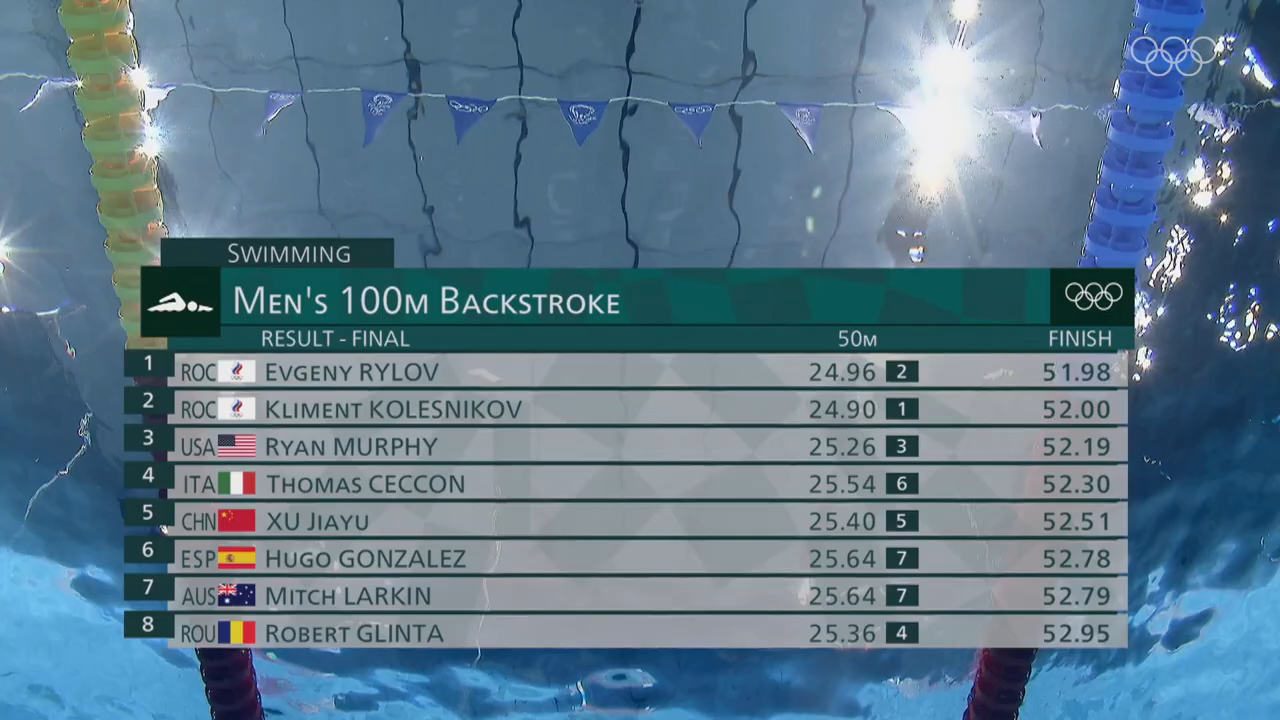 SWIMMING
MEN'S 100M BACKSTROKE
RESULT - FINAL 50M FINISH
1 ROC EVGENY RYLOV 24.96 2 51.98
2 ROC KLIMENT KOLESNIKOV 24.90 1 52.00
3 USA RYAN MURPHY 25.26 3 52.19
4 ITA THOMAS CECCON 25.54 6 52.30
5 CHN XU JIAYU 25.40 5 52.51
6 ESP HUGO GONZALEZ 25.64 7 52.78
7 AUS MITCH LARKIN 25.64 7 52.79
8 ROU ROBERT GLINTA 25.36 4 52.95